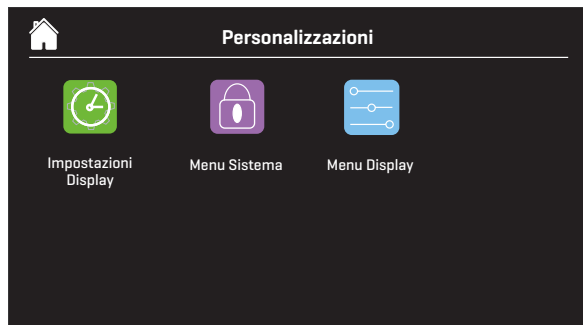 Personalizzazioni
Impostazioni
Display
Menu Sistema
Menu Display